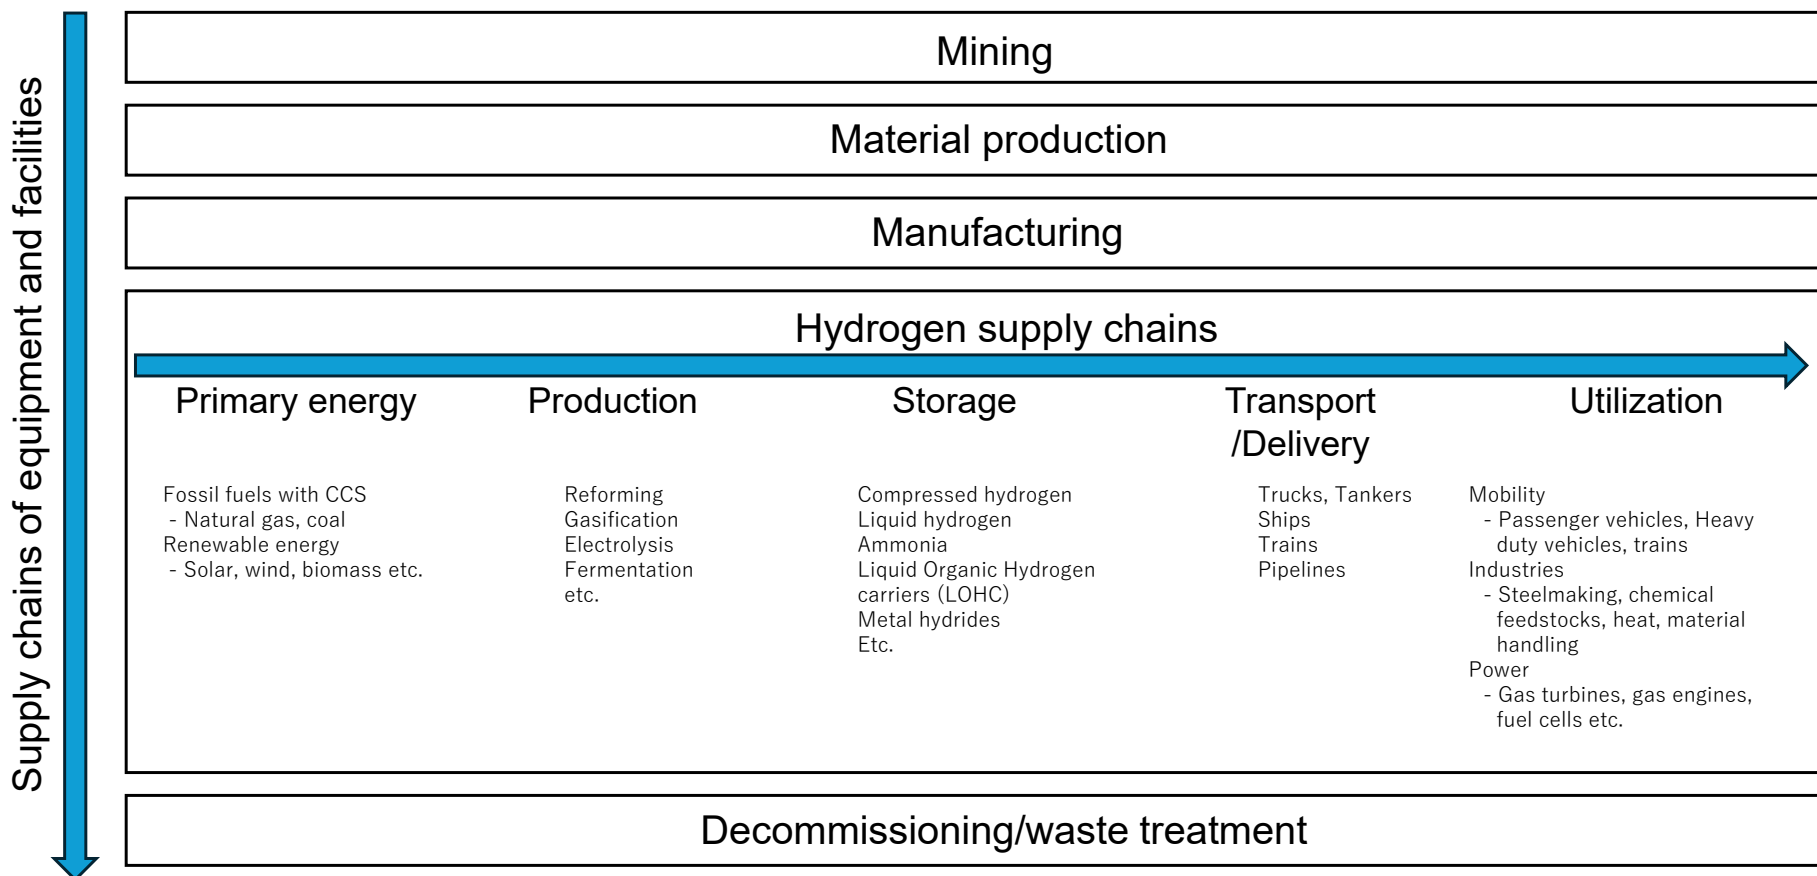 Supply chains of equipment and facilities
Mining
Material production
Manufacturing
Hydrogen supply chains
Primary energy
Fossil fuels with CCS
- Natural gas, coal
Renewable energy
- Solar, wind, biomass etc.
Production
Reforming
Gasification
Electrolysis
Fermentation
etc.
Storage
Compressed hydrogen
Liquid hydrogen
Ammonia
Liquid Organic Hydrogen
carriers (LOHC)
Metal hydrides
Etc.
Transport
/Delivery
Trucks, Tankers
Ships
Trains
Pipelines
Utilization
Mobility
- Passenger vehicles, Heavy
duty vehicles, trains
Industries
- Steelmaking, chemical
feedstocks, heat, material
handling
Power
- Gas turbines, gas engines,
fuel cells etc.
Decommissioning/waste treatment